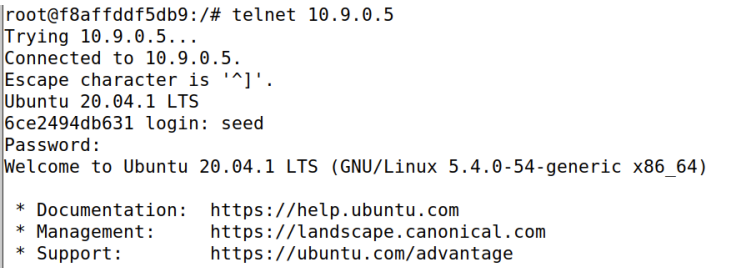 root@f8affddf5db9:/# telnet 10.9.0.5
Trying 10.9.0.5...
Connected to 10.9.0.5.
Escape character is '^]'.
Ubuntu 20.04.1 LTS
6ce2494db631 login: seed
Password:
Welcome to Ubuntu 20.04.1 LTS (GNU/Linux 5.4.0-54-generic x86_64)

 * Documentation:  https://help.ubuntu.com
 * Management:     https://landscape.canonical.com
 * Support:        https://ubuntu.com/advantage